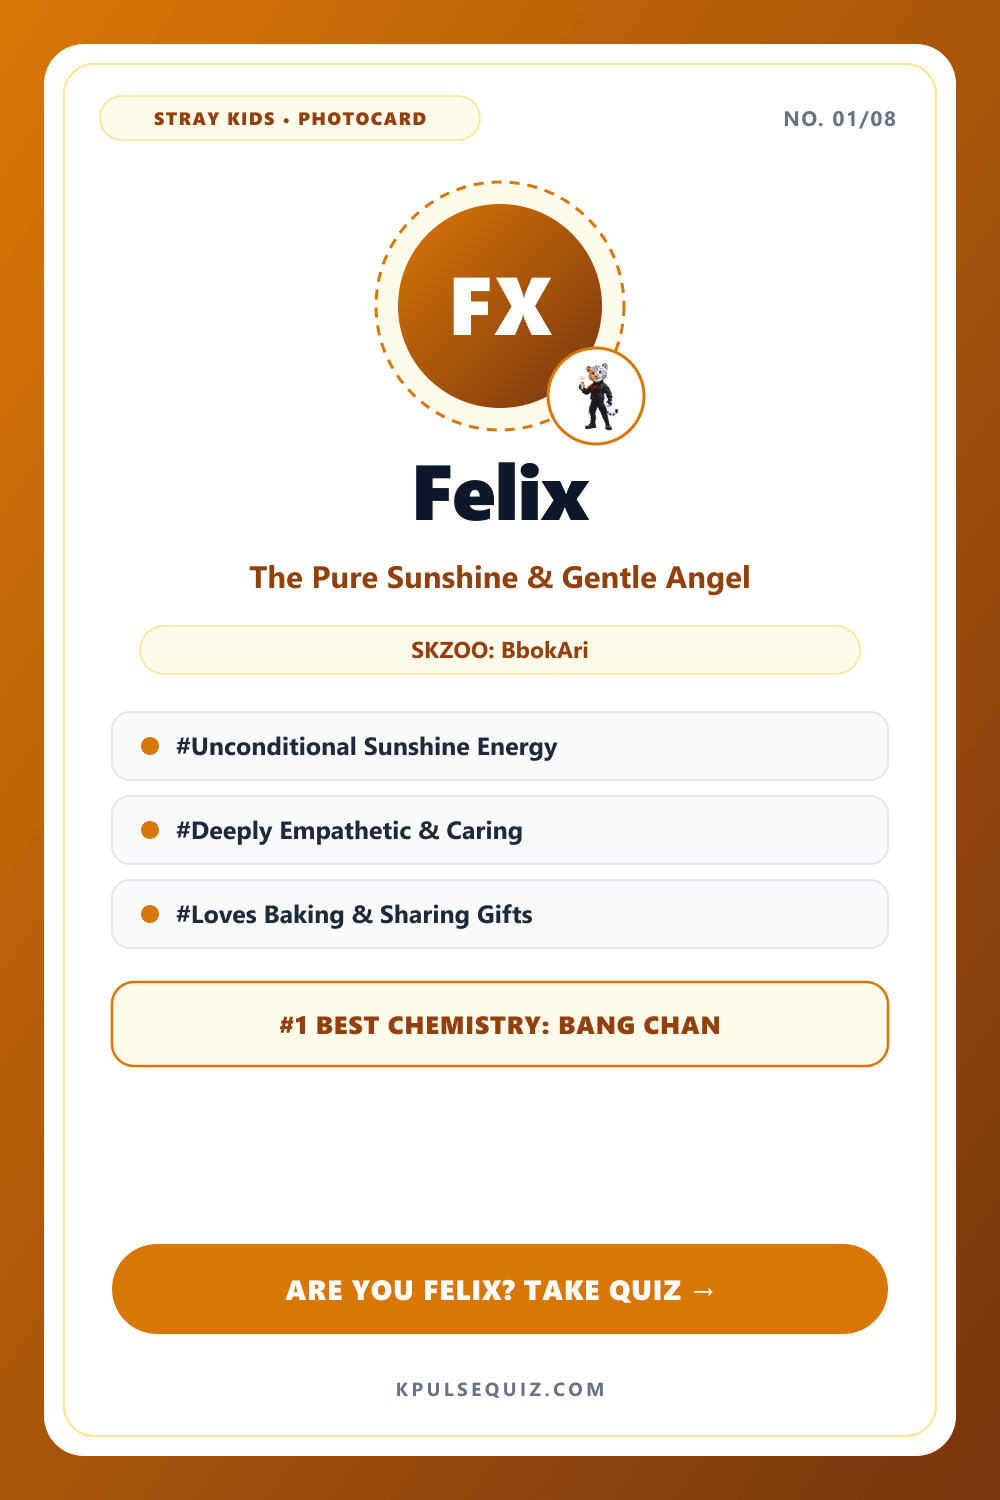 STRAY KIDS • PHOTOCARD
NO. 01/08
FX
Felix
The Pure Sunshine & Gentle Angel
SKZOO: BbokAri
#Unconditional Sunshine Energy
#Deeply Empathetic & Caring
#Loves Baking & Sharing Gifts
#1 BEST CHEMISTRY: BANG CHAN
ARE YOU FELIX? TAKE QUIZ →
KPULSEQUIZ.COM